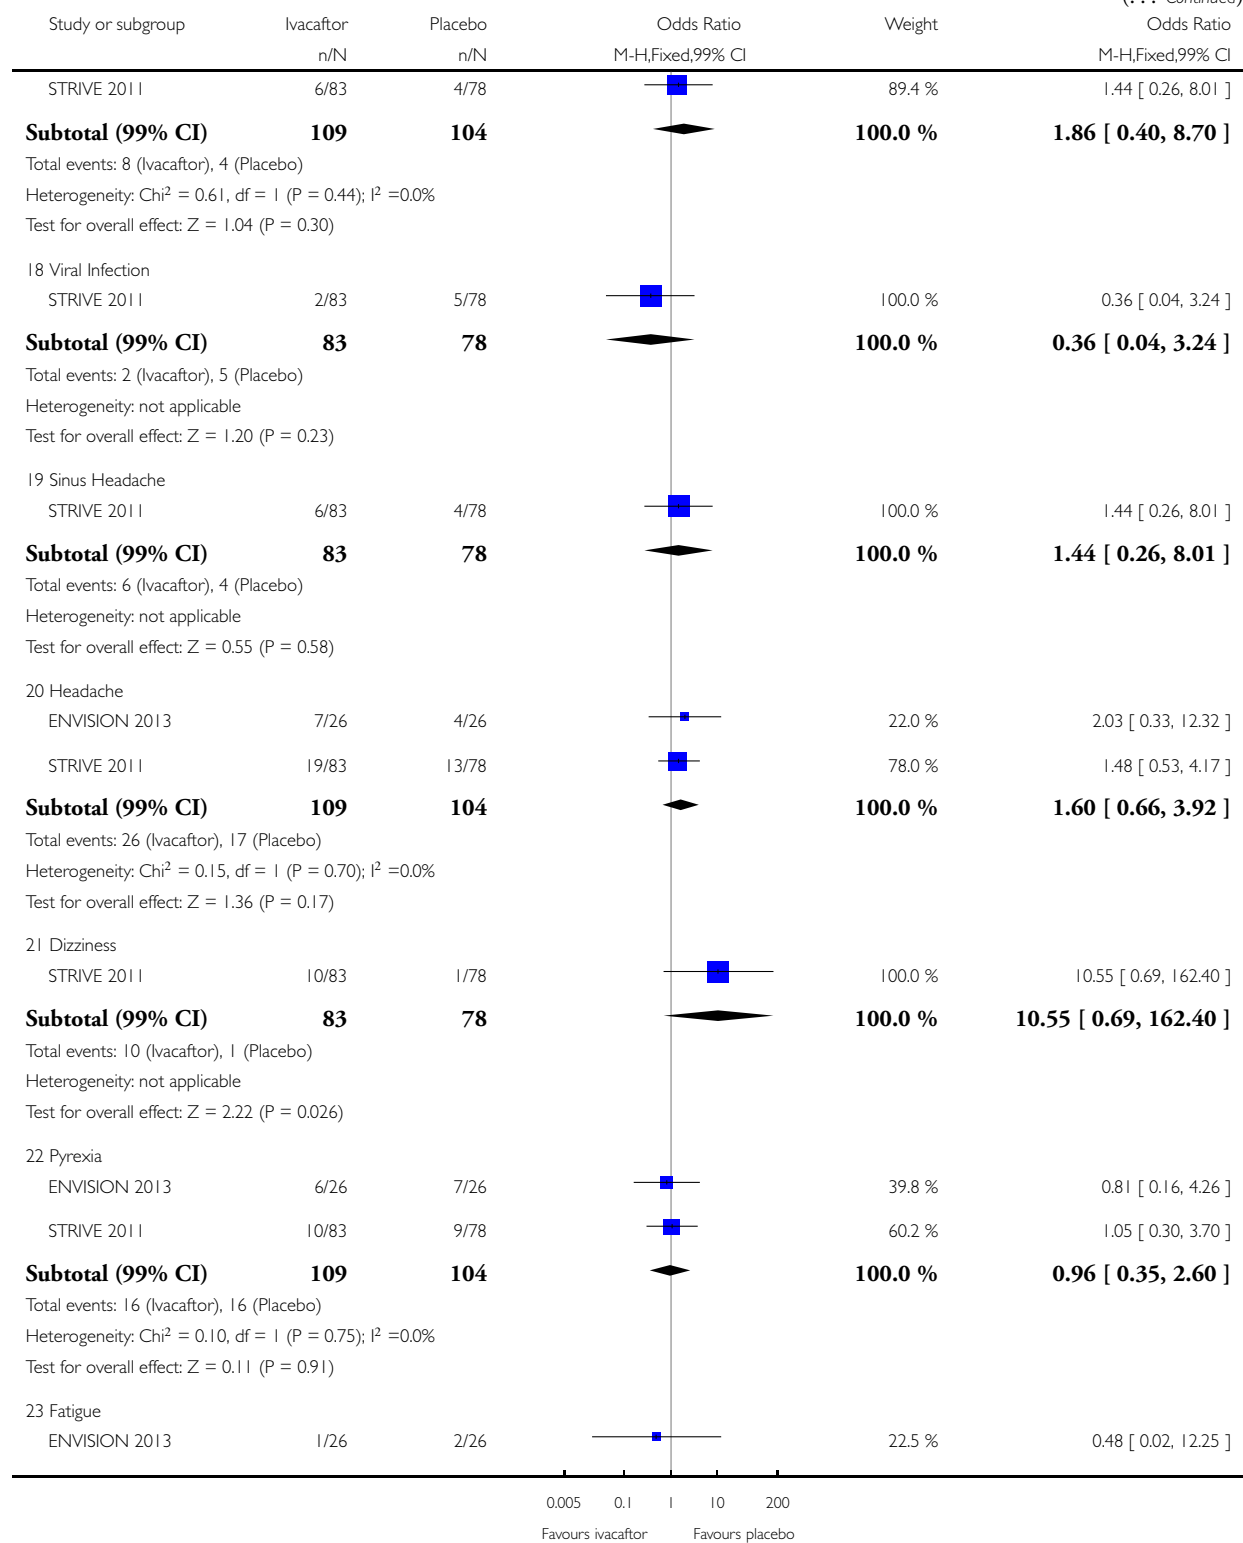 (. . . Continued)
Study or subgroup Ivacaftor Placebo Odds Ratio Weight Odds Ratio
n/N n/N M-H,Fixed,99% CI M-H,Fixed,99% CI
STRIVE 2011 6/83 4/78 89.4 % 1.44 [ 0.26, 8.01 ]
Subtotal (99% CI) 109 104 100.0 % 1.86 [ 0.40, 8.70 ]
Total events: 8 (Ivacaftor), 4 (Placebo)
Heterogeneity: Chi² = 0.61, df = 1 (P = 0.44); I² =0.0%
Test for overall effect: Z = 1.04 (P = 0.30)
18 Viral Infection
STRIVE 2011 2/83 5/78 100.0 % 0.36 [ 0.04, 3.24 ]
Subtotal (99% CI) 83 78 100.0 % 0.36 [ 0.04, 3.24 ]
Total events: 2 (Ivacaftor), 5 (Placebo)
Heterogeneity: not applicable
Test for overall effect: Z = 1.20 (P = 0.23)
19 Sinus Headache
STRIVE 2011 6/83 4/78 100.0 % 1.44 [ 0.26, 8.01 ]
Subtotal (99% CI) 83 78 100.0 % 1.44 [ 0.26, 8.01 ]
Total events: 6 (Ivacaftor), 4 (Placebo)
Heterogeneity: not applicable
Test for overall effect: Z = 0.55 (P = 0.58)
20 Headache
ENVISION 2013 7/26 4/26 22.0 % 2.03 [ 0.33, 12.32 ]
STRIVE 2011 19/83 13/78 78.0 % 1.48 [ 0.53, 4.17 ]
Subtotal (99% CI) 109 104 100.0 % 1.60 [ 0.66, 3.92 ]
Total events: 26 (Ivacaftor), 17 (Placebo)
Heterogeneity: Chi² = 0.15, df = 1 (P = 0.70); I² =0.0%
Test for overall effect: Z = 1.36 (P = 0.17)
21 Dizziness
STRIVE 2011 10/83 1/78 100.0 % 10.55 [ 0.69, 162.40 ]
Subtotal (99% CI) 83 78 100.0 % 10.55 [ 0.69, 162.40 ]
Total events: 10 (Ivacaftor), 1 (Placebo)
Heterogeneity: not applicable
Test for overall effect: Z = 2.22 (P = 0.026)
22 Pyrexia
ENVISION 2013 6/26 7/26 39.8 % 0.81 [ 0.16, 4.26 ]
STRIVE 2011 10/83 9/78 60.2 % 1.05 [ 0.30, 3.70 ]
Subtotal (99% CI) 109 104 100.0 % 0.96 [ 0.35, 2.60 ]
Total events: 16 (Ivacaftor), 16 (Placebo)
Heterogeneity: Chi² = 0.10, df = 1 (P = 0.75); I² =0.0%
Test for overall effect: Z = 0.11 (P = 0.91)
23 Fatigue
ENVISION 2013 1/26 2/26 22.5 % 0.48 [ 0.02, 12.25 ]
0.005 0.1 1 10 200
Favours ivacaftor Favours placebo